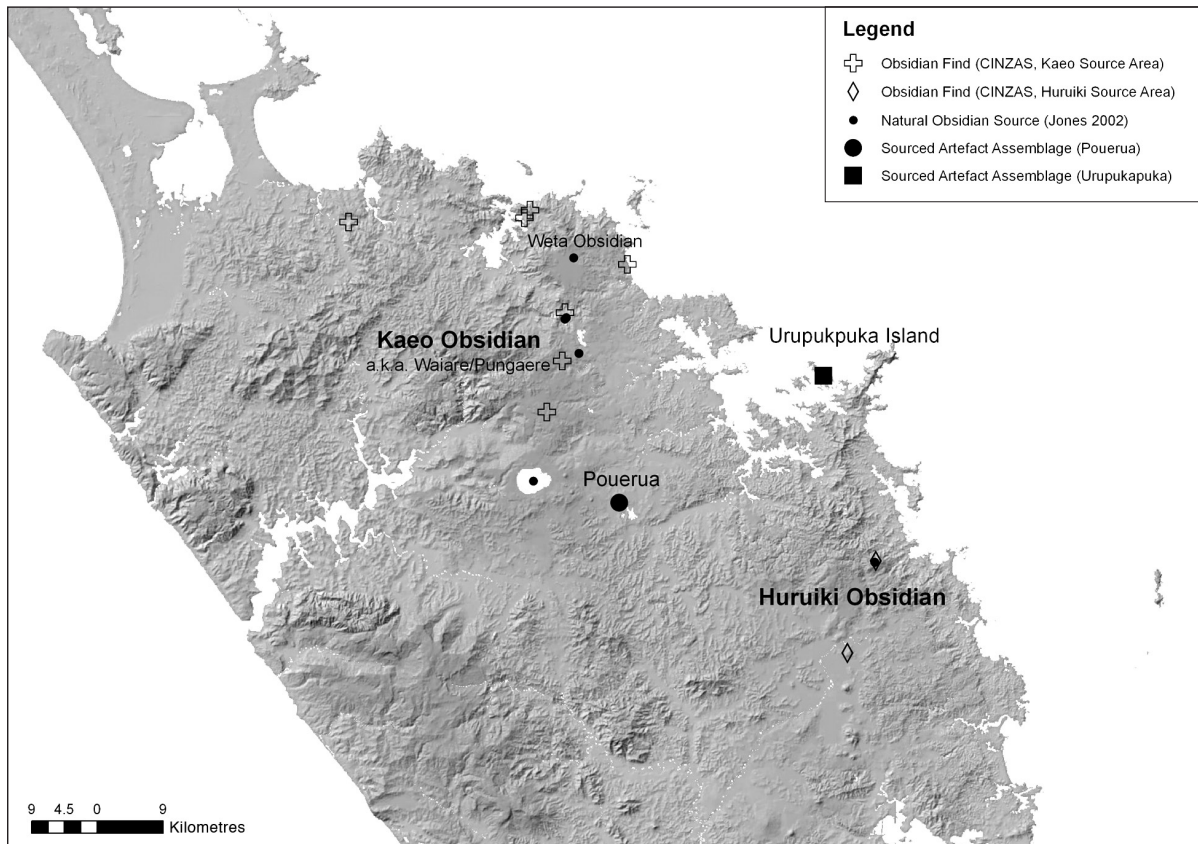 Legend
Obsidian Find (CINZAS, Kaeo Source Area)
Obsidian Find (CINZAS, Huruiki Source Area)
Natural Obsidian Source (Jones 2002)
Sourced Artefact Assemblage (Pouerua)
Sourced Artefact Assemblage (Urupukapuka)
Weta Obsidian
Kaeo Obsidian
a.k.a. Waiare/Pungaere
Urupukpuka Island
Pouerua
Huruiki Obsidian
9 4.5 0 9
Kilometres